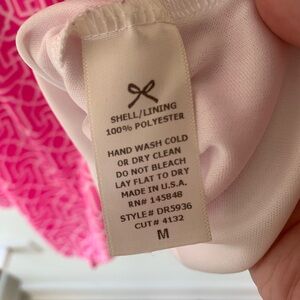 SHELL/LINING
100% POLYESTER
HAND WASH COLD
OR DRY CLEAN
DO NOT BLEACH
LAY FLAT TO DRY
MADE IN U.S.A.
RN# 145848
STYLE# DR5936
CUT# 4132
M